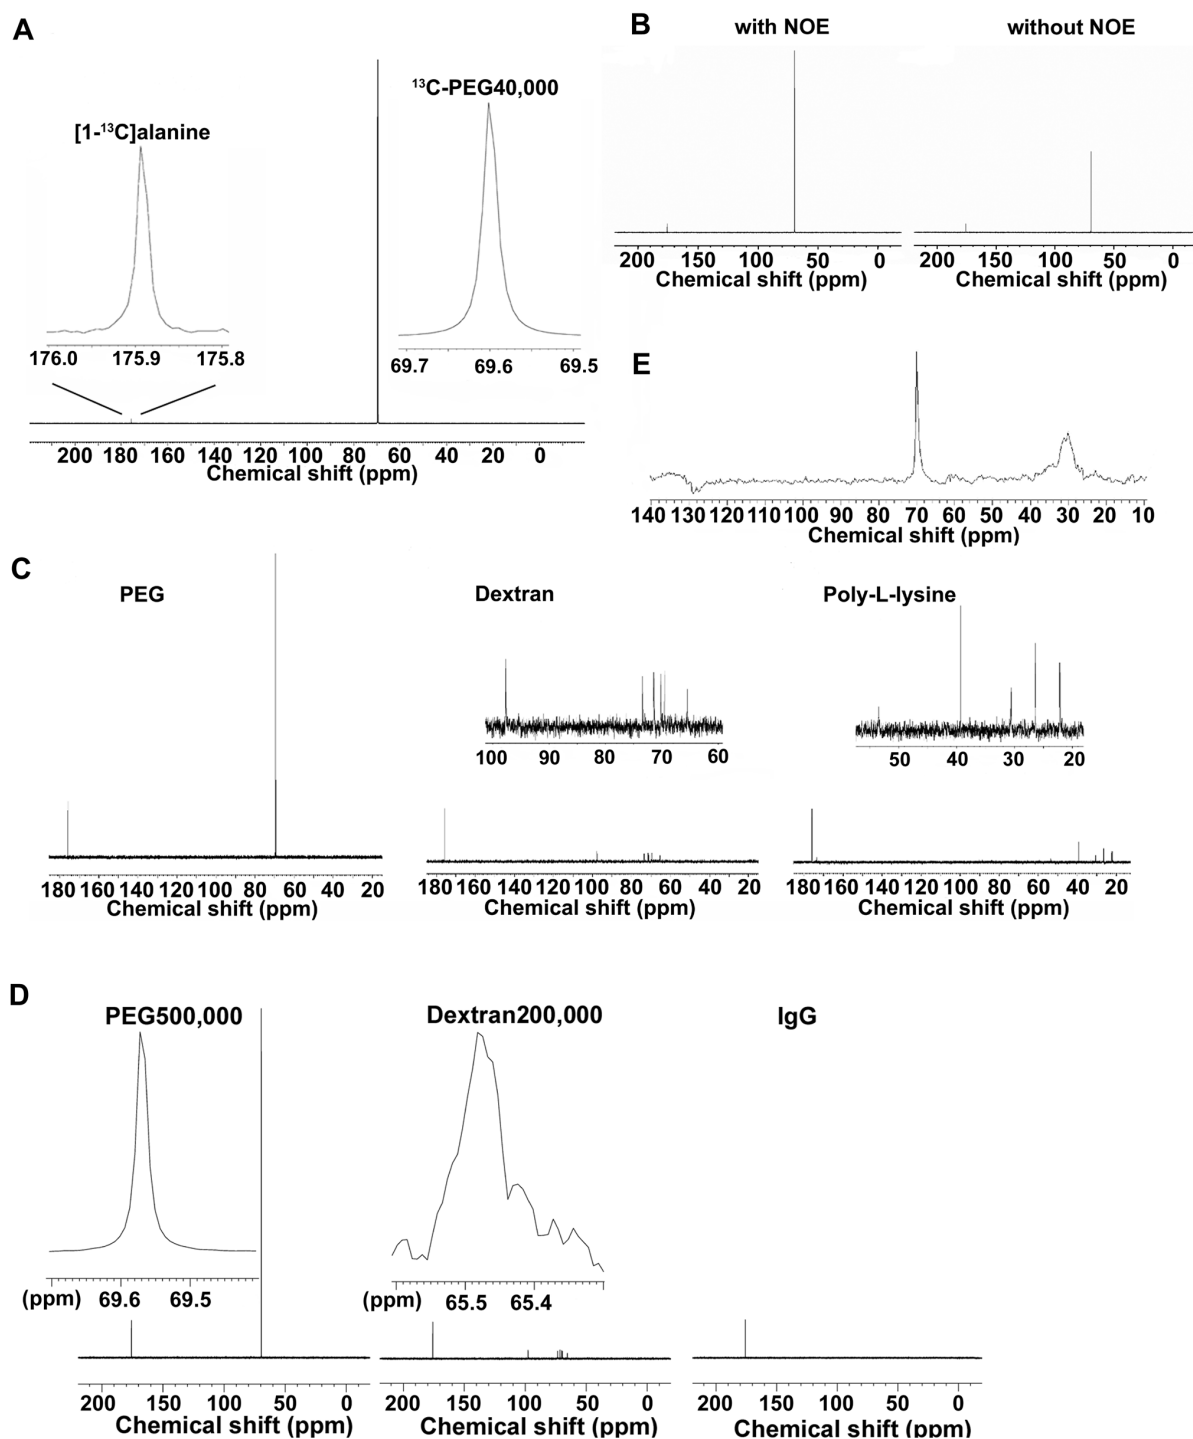 A
[1-¹³C]alanine
¹³C-PEG40,000
176.0 175.9 175.8
69.7 69.6 69.5
200 180 160 140 120 100 80 60 40 20 0
Chemical shift (ppm)
B
with NOE
without NOE
200 150 100 50 0
Chemical shift (ppm)
200 150 100 50 0
Chemical shift (ppm)
E
140 130 120 110 100 90 80 70 60 50 40 30 20 10
Chemical shift (ppm)
C
PEG
180 160 140 120 100 80 60 40 20
Chemical shift (ppm)
Dextran
100 90 80 70 60
180 160 140 120 100 80 60 40 20
Chemical shift (ppm)
Poly-L-lysine
50 40 30 20
180 160 140 120 100 80 60 40 20
Chemical shift (ppm)
D
PEG500,000
(ppm) 69.6 69.5
200 150 100 50 0
Chemical shift (ppm)
Dextran200,000
(ppm) 65.5 65.4
200 150 100 50 0
Chemical shift (ppm)
IgG
200 150 100 50 0
Chemical shift (ppm)